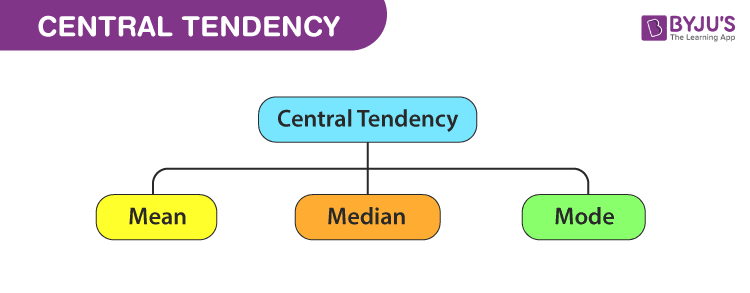 CENTRAL TENDENCY
BYJU'S
The Learning App
Central Tendency
Mean
Median
Mode